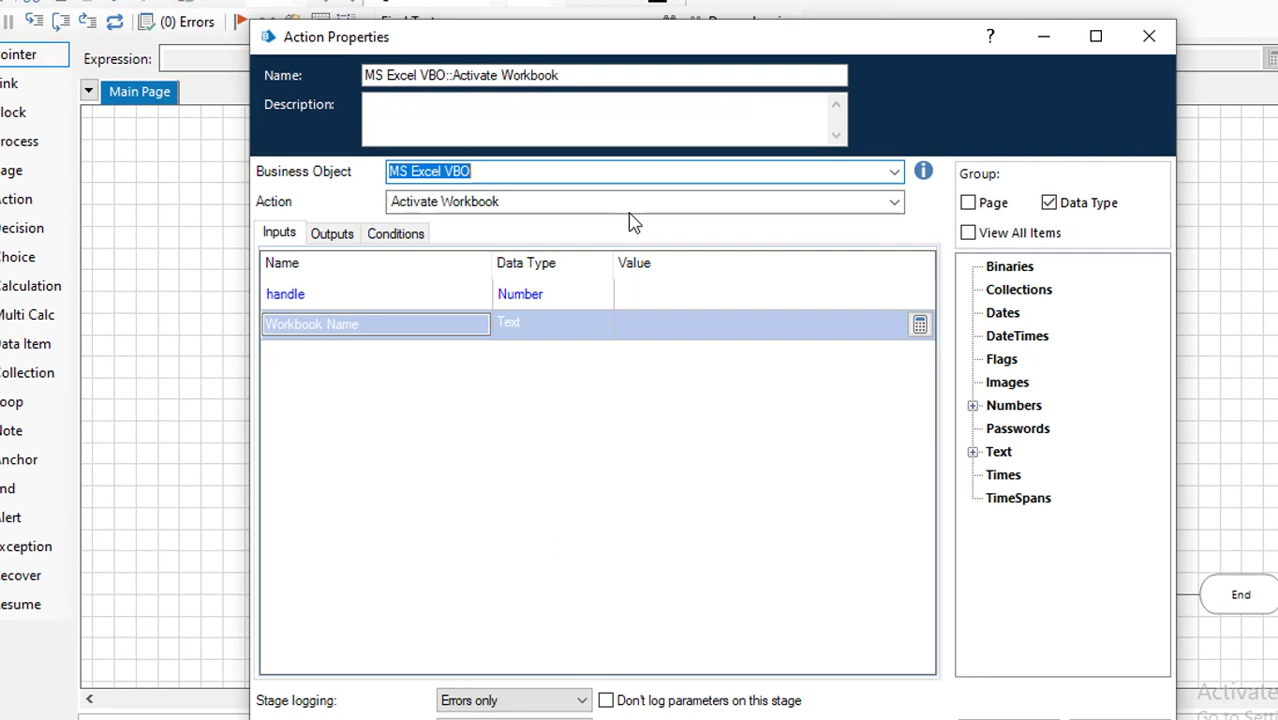 (0) Errors
Action Properties
?
ointer
Expression:
Name:
MS Excel VBO::Activate Workbook
ink
Main Page
Description:
lock
rocess
age
Business Object
MS Excel VBO
Group:
ction
Action
Activate Workbook
Page
Data Type
ecision
Inputs
Outputs
Conditions
View All Items
hoice
Name
Data Type
Value
Binaries
alculation
handle
Number
Collections
ulti Calc
Workbook Name
Text
Dates
ata Item
DateTimes
ollection
Flags
oop
Images
ote
Numbers
nchor
Passwords
nd
Text
lert
Times
xception
TimeSpans
ecover
esume
End
Stage logging:
Errors only
Don't log parameters on this stage
Activate